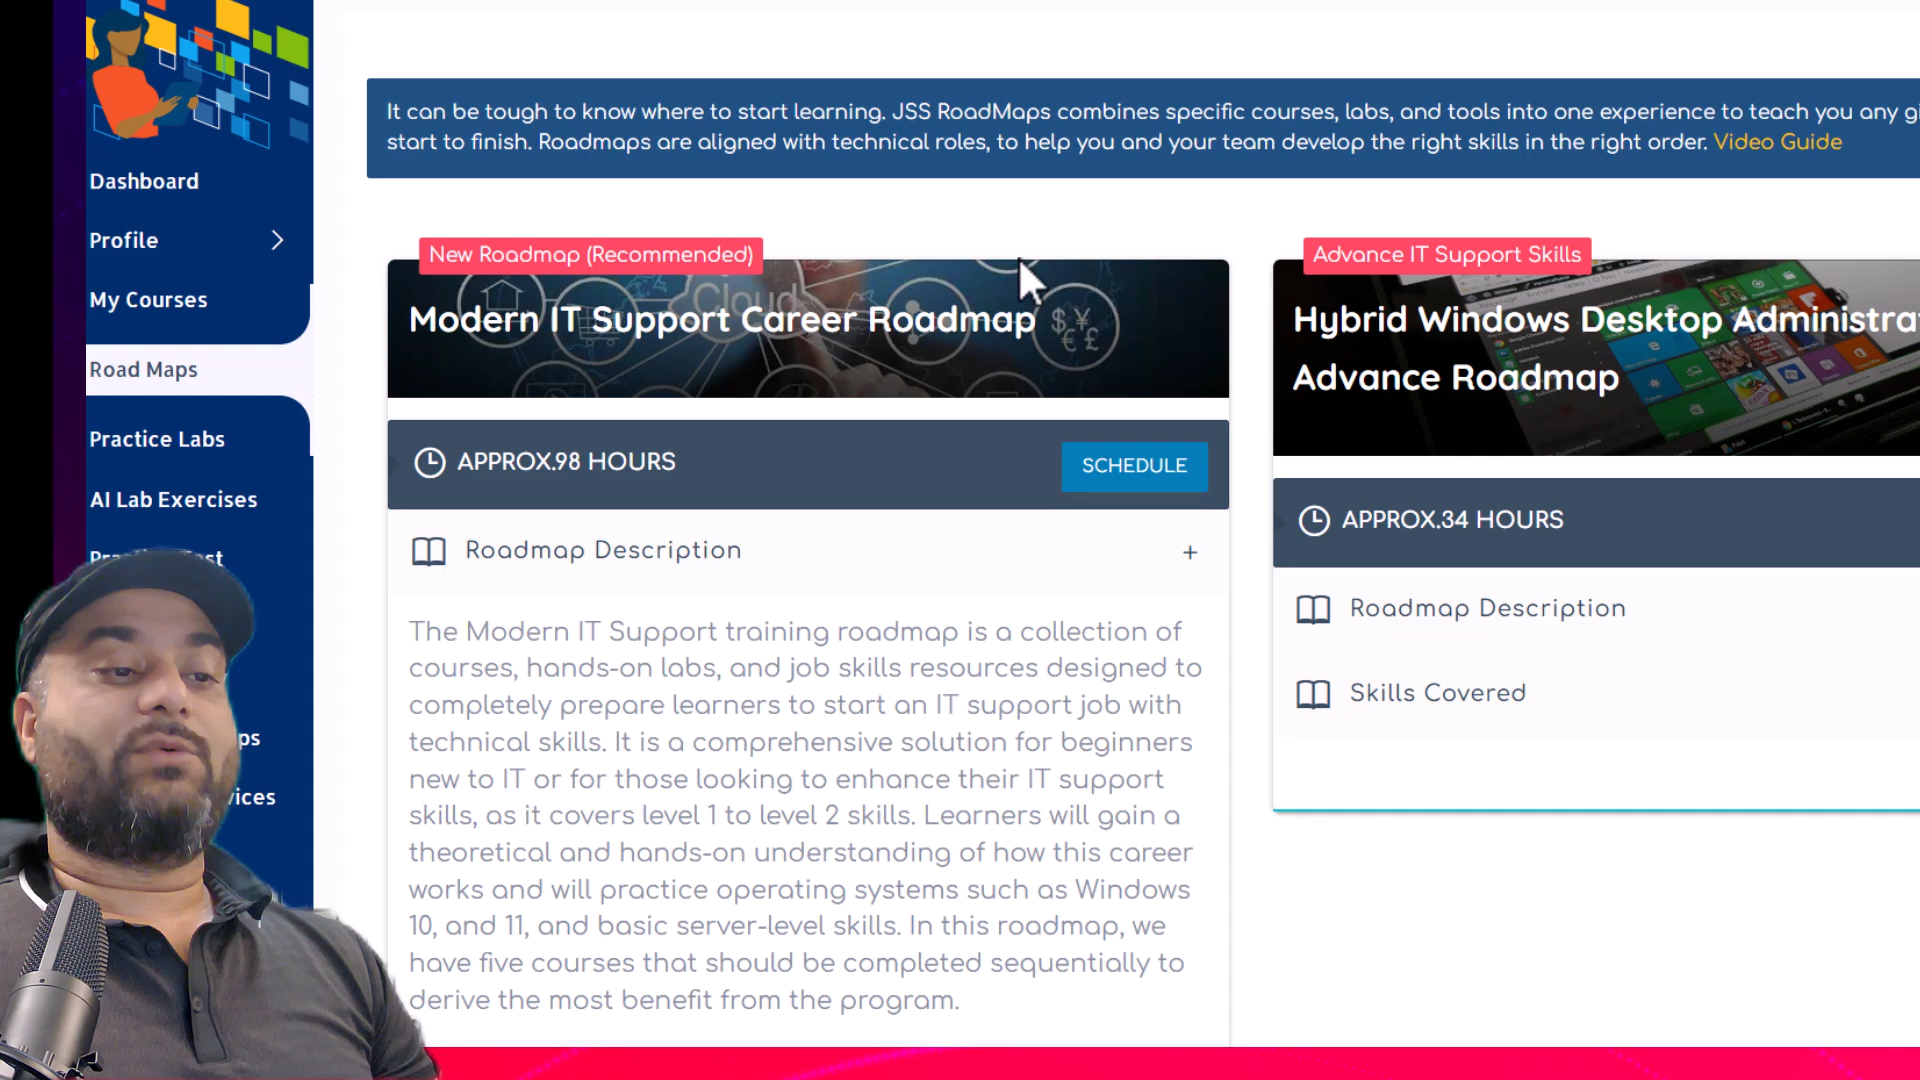 Dashboard
Profile
My Courses
Road Maps
Practice Labs
AI Lab Exercises
It can be tough to know where to start learning. JSS RoadMaps combines specific courses, labs, and tools into one experience to teach you any
start to finish. Roadmaps are aligned with technical roles, to help you and your team develop the right skills in the right order. Video Guide
New Roadmap (Recommended)
Cloud
Modern IT Support Career Roadmap
APPROX.98 HOURS
SCHEDULE
Roadmap Description +
The Modern IT Support training roadmap is a collection of
courses, hands-on labs, and job skills resources designed to
completely prepare learners to start an IT support job with
technical skills. It is a comprehensive solution for beginners
new to IT or for those looking to enhance their IT support
skills, as it covers level 1 to level 2 skills. Learners will gain a
theoretical and hands-on understanding of how this career
works and will practice operating systems such as Windows
10, and 11, and basic server-level skills. In this roadmap, we
have five courses that should be completed sequentially to
derive the most benefit from the program.
Advance IT Support Skills
Hybrid Windows Desktop
Advance Roadmap
APPROX.34 HOURS
Roadmap Description
Skills Covered